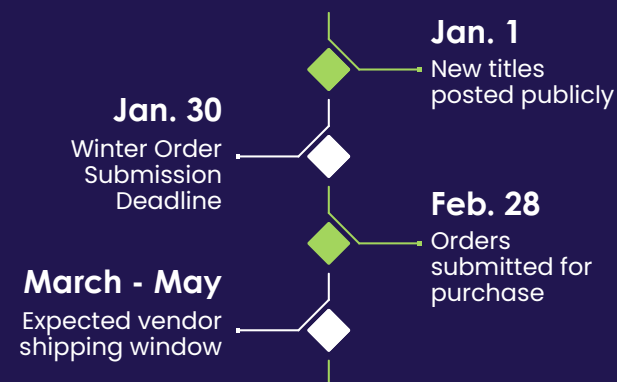 Jan. 1
New titles
posted publicly
Jan. 30
Winter Order
Submission
Deadline
Feb. 28
Orders
submitted for
purchase
March - May
Expected vendor
shipping window